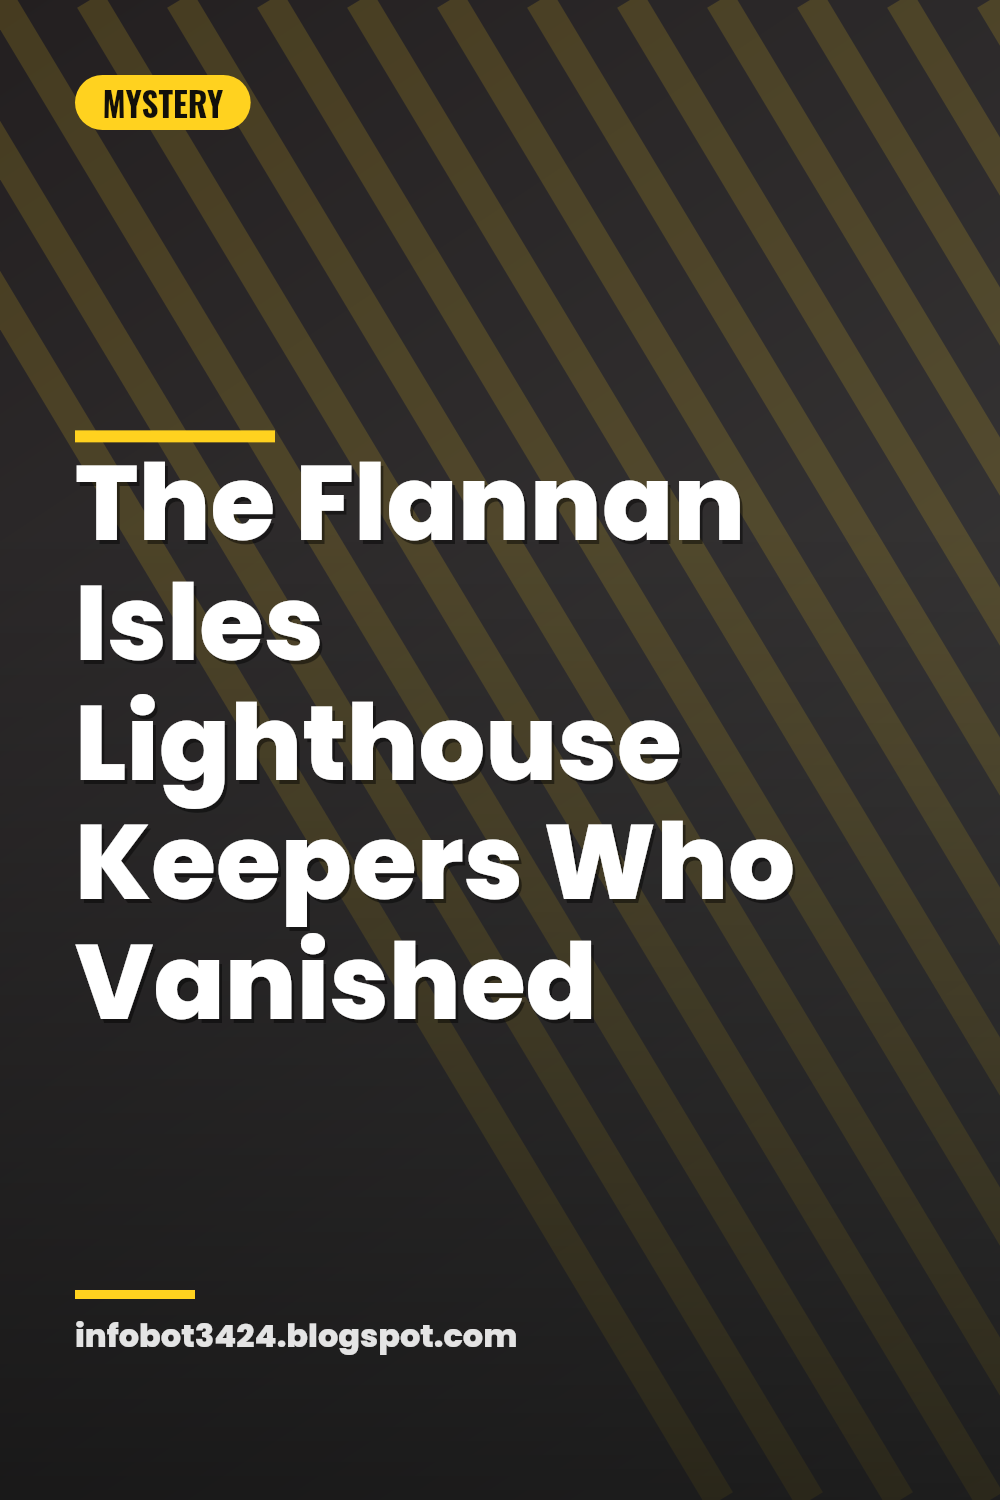 MYSTERY
The Flannan
Isles
Lighthouse
Keepers Who
Vanished
infobot3424.blogspot.com